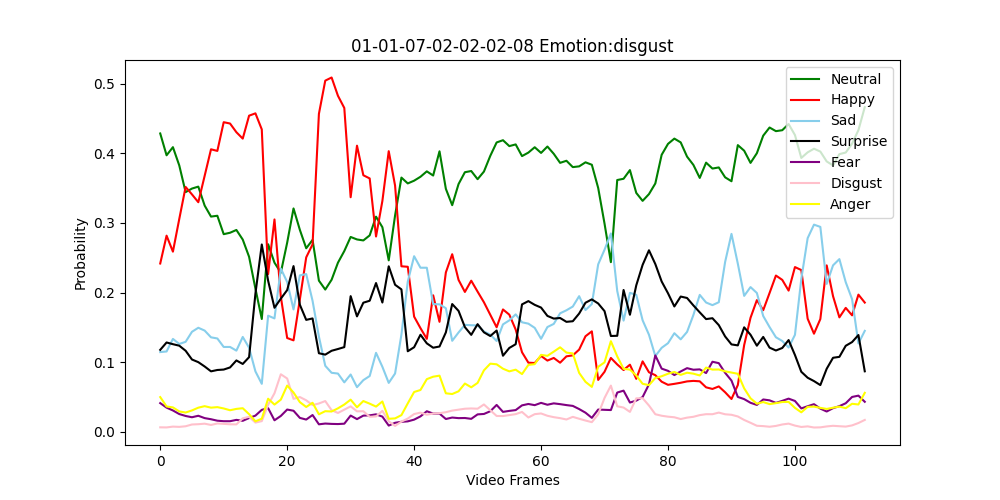 01-01-07-02-02-02-08 Emotion:disgust
Probability
0.5
0.4
0.3
0.2
0.1
0.0
Neutral
Happy
Sad
Surprise
Fear
Disgust
Anger
0 20 40 60 80 100
Video Frames